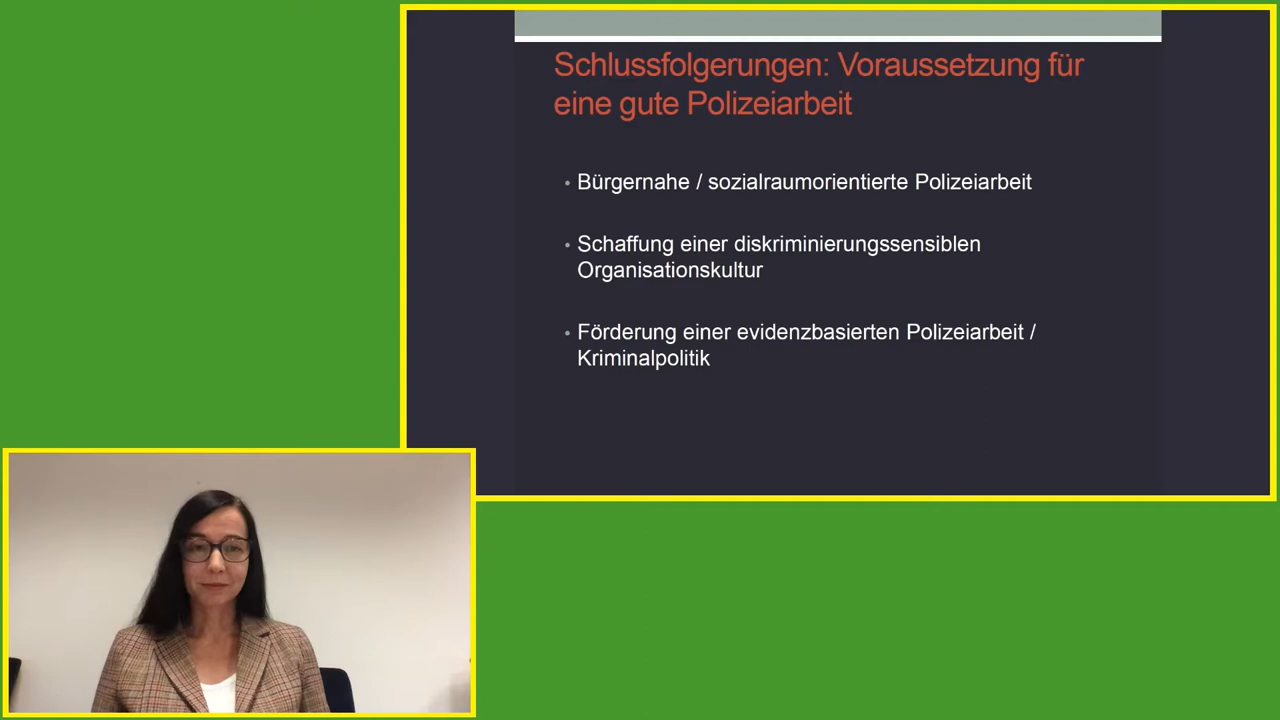 Schlussfolgerungen: Voraussetzung für
eine gute Polizeiarbeit
• Bürgernahe / sozialraumorientierte Polizeiarbeit
• Schaffung einer diskriminierungssensiblen
Organisationskultur
• Förderung einer evidenzbasierten Polizeiarbeit /
Kriminalpolitik